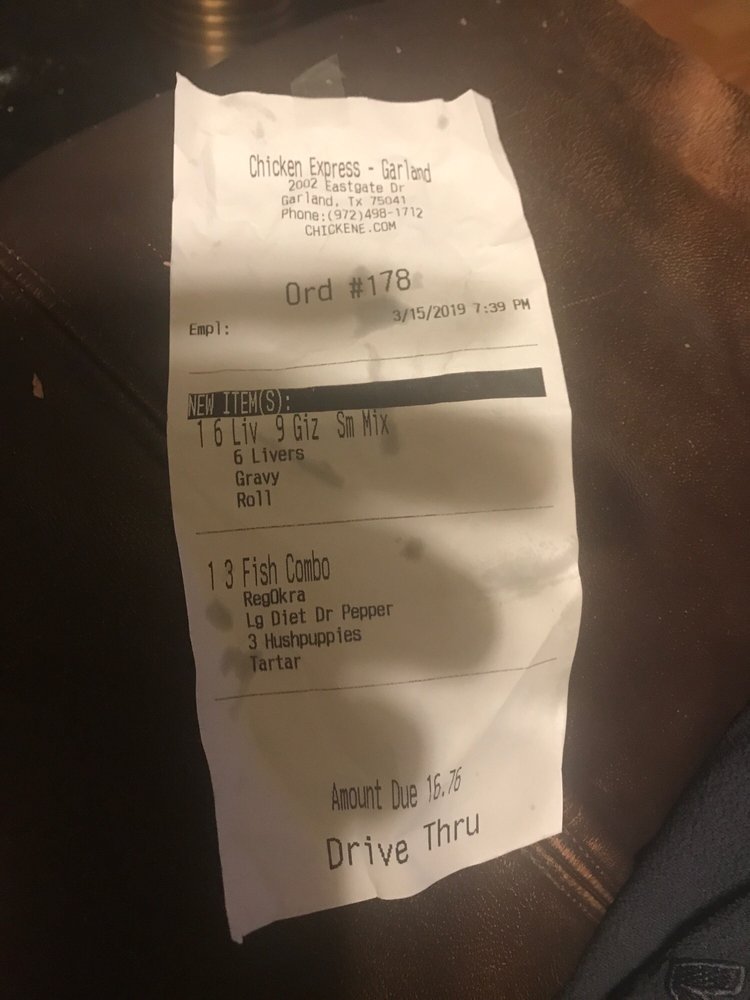 Chicken Express - Garland
2002 Eastgate Dr
Garland, Tx 75041
Phone:(972)498-1712
CHICKENE.COM
Ord #178
3/15/2019 7:39 PM
Empl:
NEW ITEM(S):
1 6 Liv 9 Giz Sm Mix
6 Livers
Gravy
Roll
1 3 Fish Combo
RegOkra
Lg Diet Dr Pepper
3 Hushpuppies
Tartar
Amount Due 16.76
Drive Thru